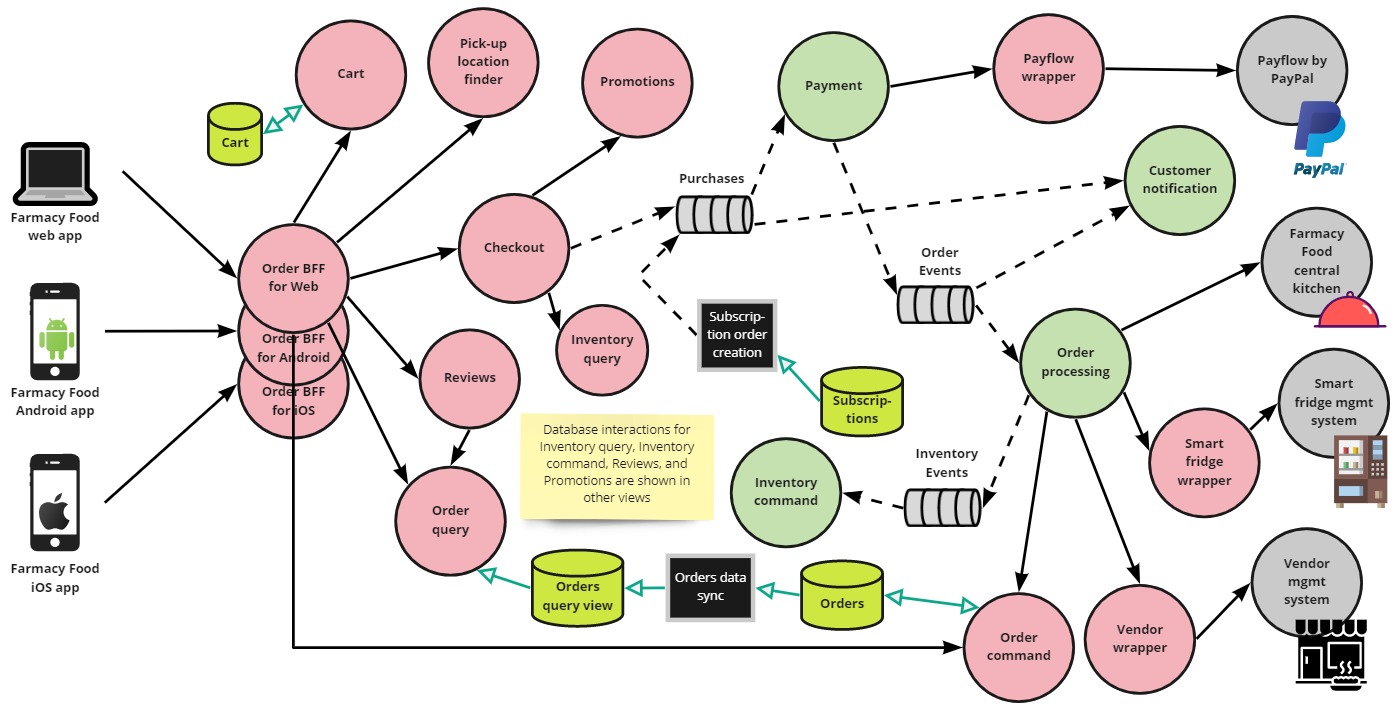 Cart
Pick-up
location
finder
Promotions
Payment
Payflow
wrapper
Payflow by
PayPal
PayPal
Cart
Farmacy Food
web app
Purchases
Customer
notification
Order BFF
for Web
Checkout
Order
Events
Farmacy
Food
central
kitchen
Order BFF
for Android
Farmacy Food
Android app
Order BFF
for iOS
Inventory
query
Subscrip-
tion order
creation
Order
processing
Reviews
Subscrip-
tions
Smart
fridge mgmt
system
Database interactions for
Inventory query, Inventory
command, Reviews, and
Promotions are shown in
other views
Inventory
command
Inventory
Events
Smart
fridge
wrapper
Order
query
Farmacy Food
iOS app
Orders
query view
Orders data
sync
Orders
Order
command
Vendor
wrapper
Vendor
mgmt
system